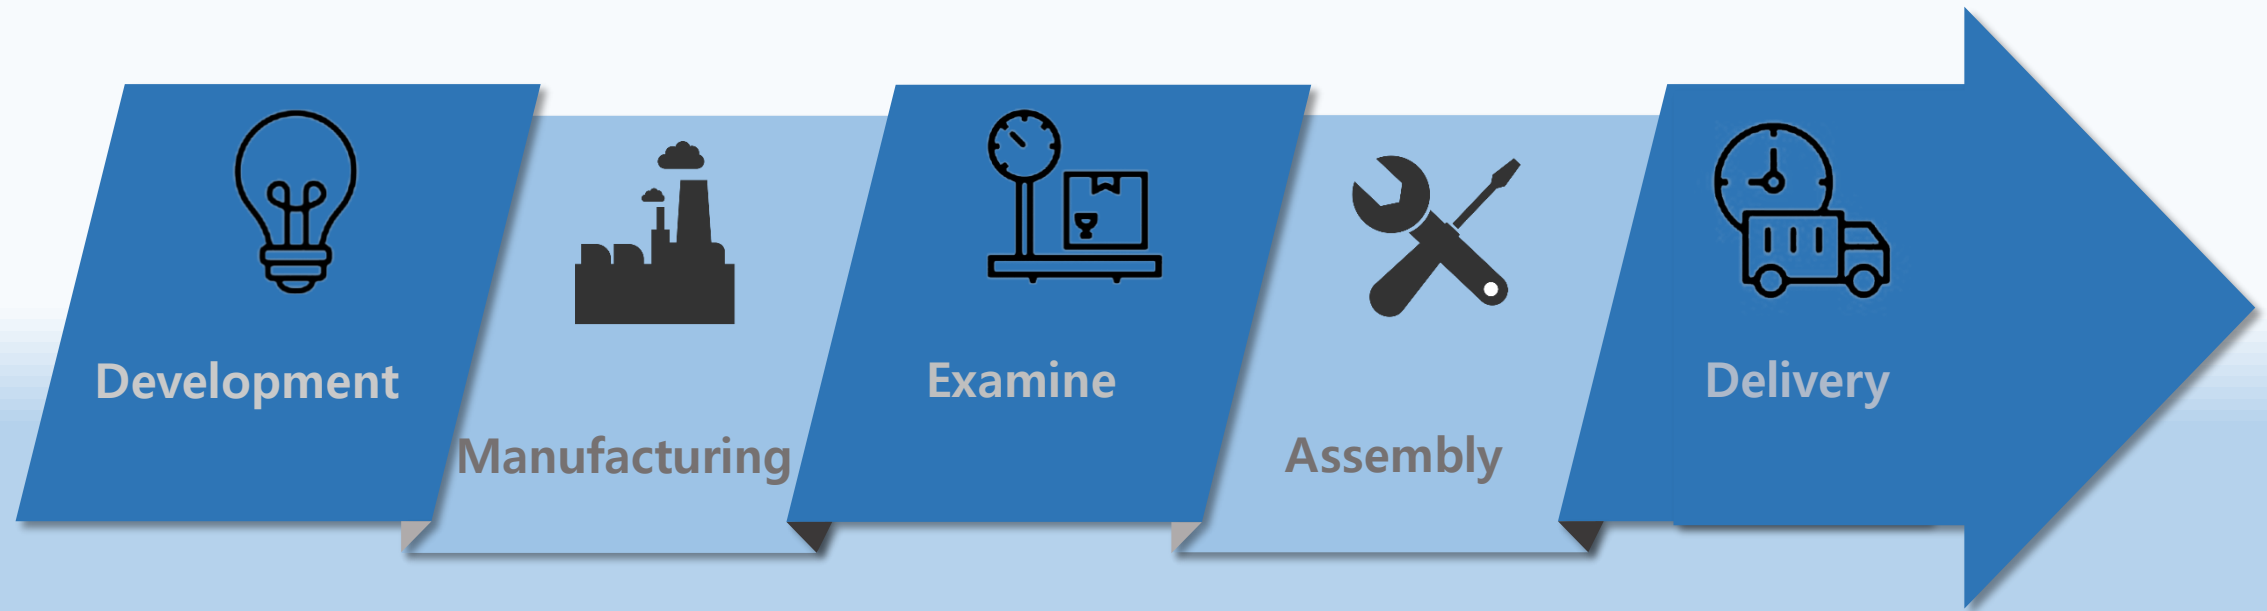 Development
Manufacturing
Examine
Assembly
Delivery